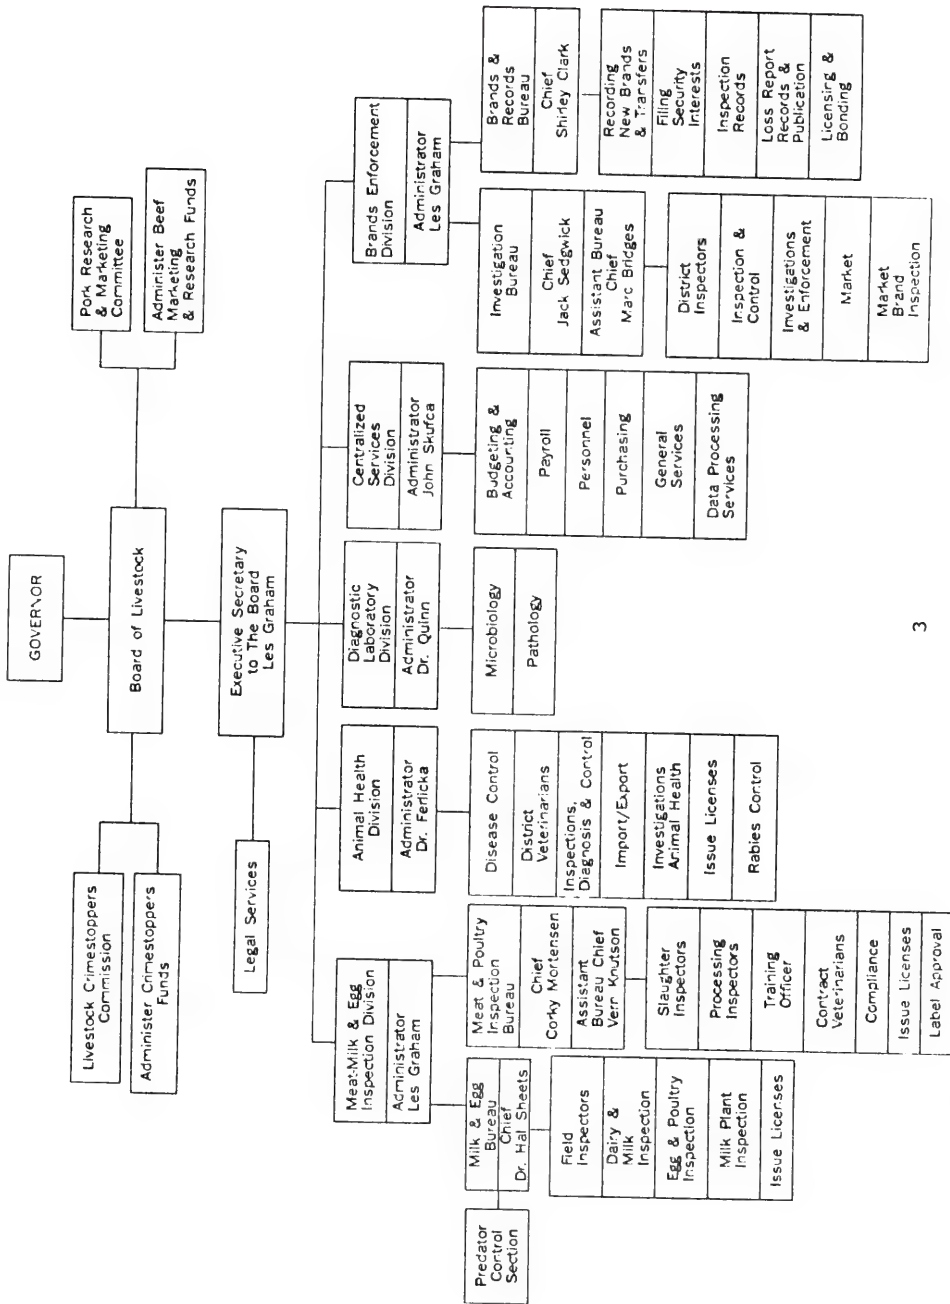 GOVERNOR
Livestock Crimestoppers
Commission
Administer Crimestoppers
Funds
Board of Livestock
Pork Research
& Marketing
Committee
Administer Beef
Marketing
& Research Funds
Legal Services
Executive Secretary
to The Board
Les Graham
Meat-Milk & Egg
Inspection Division
Administrator
Les Graham
Animal Health
Division
Administrator
Dr. Ferlicka
Diagnostic
Laboratory
Division
Administrator
Dr. Quinn
Centralized
Services
Division
Administrator
John Skufca
Brands Enforcement
Division
Administrator
Les Graham
Predator
Control
Section
Milk & Egg
Bureau
Chief
Dr. Hal Sheets
Field
Inspectors
Dairy &
Milk
Inspection
Egg & Poultry
Inspection
Milk Plant
Inspection
Issue Licenses
Meat & Poultry
Inspection
Bureau
Chief
Corky Mortensen
Assistant
Bureau Chief
Vern Knutson
Slaughter
Inspectors
Processing
Inspectors
Training
Officer
Contract
Veterinarians
Compliance
Issue Licenses
Label Approval
Disease Control
District
Veterinarians
Inspections,
Diagnosis & Control
Import/Export
Investigations
Animal Health
Issue Licenses
Rabies Control
Microbiology
Pathology
Budgeting &
Accounting
Payroll
Personnel
Purchasing
General
Services
Data Processing
Services
Investigation
Bureau
Chief
Jack Sedgwick
Assistant Bureau
Chief
Marc Bridges
District
Inspectors
Inspection &
Control
Investigations
& Enforcement
Market
Market
Brand
Inspection
Brands &
Records
Bureau
Chief
Shirley Clark
Recording
New Brands
& Transfers
Filing
Security
Interests
Inspection
Records
Loss Report
Records &
Publication
Licensing &
Bonding
3